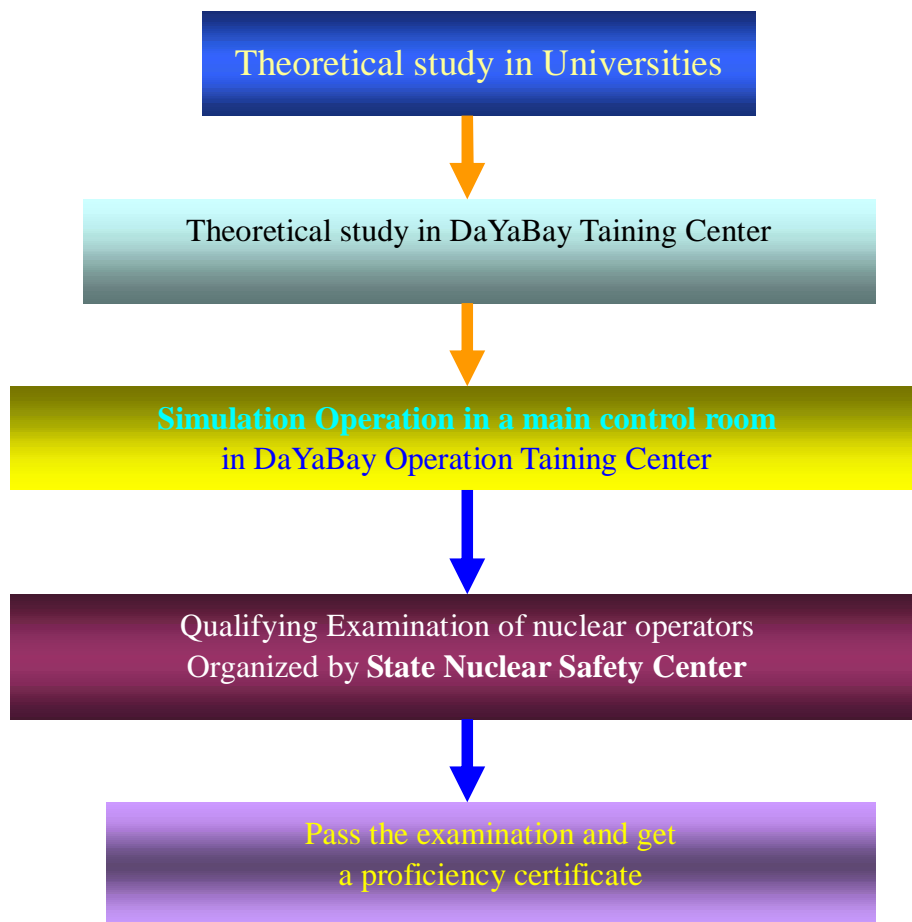 Theoretical study in Universities
Theoretical study in DaYaBay Taining Center
Simulation Operation in a main control room
in DaYaBay Operation Taining Center
Qualifying Examination of nuclear operators
Organized by State Nuclear Safety Center
Pass the examination and get
a proficiency certificate